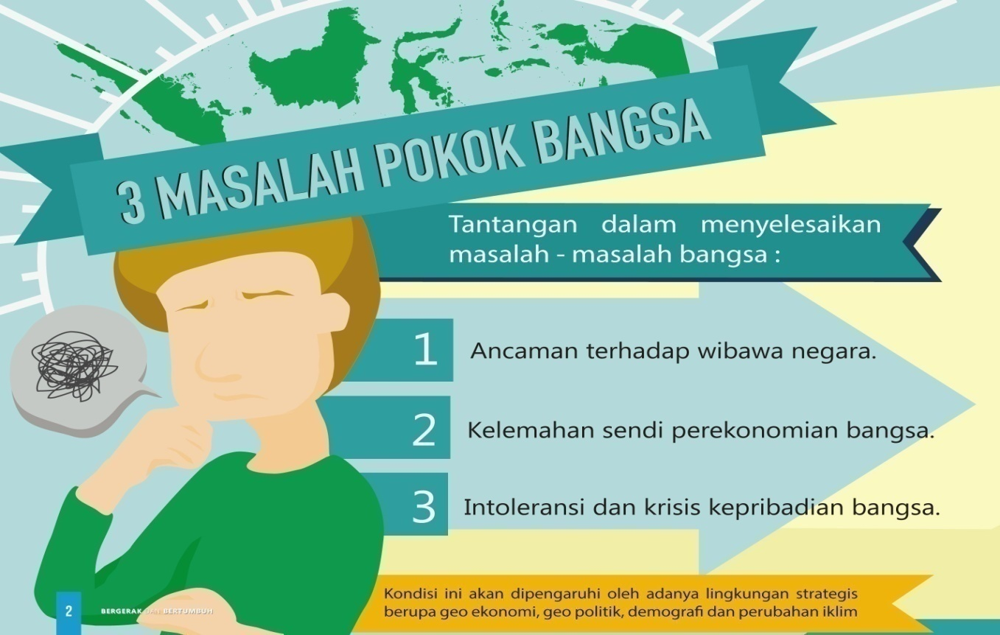 3 MASALAH POKOK BANGSA
Tantangan dalam menyelesaikan
masalah - masalah bangsa :
1 Ancaman terhadap wibawa negara.
2 Kelemahan sendi perekonomian bangsa.
3 Intoleransi dan krisis kepribadian bangsa.
Kondisi ini akan dipengaruhi oleh adanya lingkungan strategis
berupa geo ekonomi, geo politik, demografi dan perubahan iklim
2 BERGERAK DAN BERTUMBUH